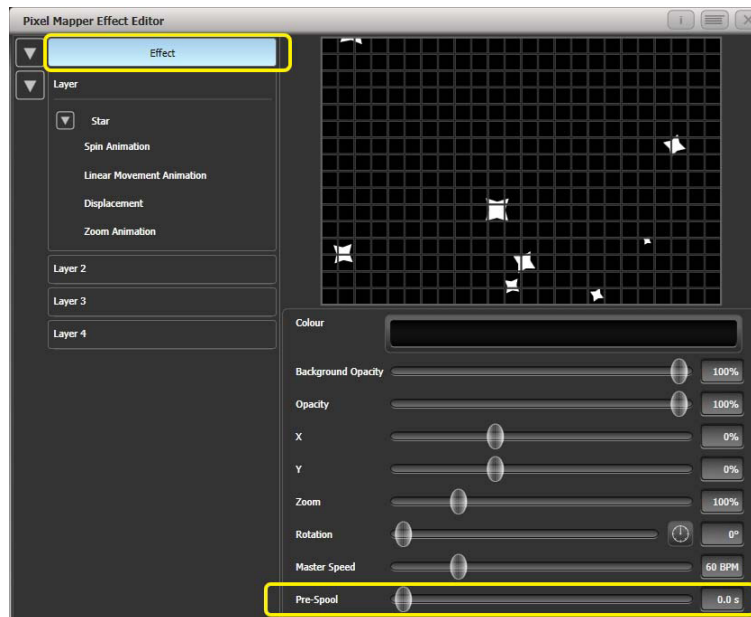 Pixel Mapper Effect Editor
Effect
Layer
Star
Spin Animation
Linear Movement Animation
Displacement
Zoom Animation
Layer 2
Layer 3
Layer 4
Colour
Background Opacity 100%
Opacity 100%
X 0%
Y 0%
Zoom 100%
Rotation 0°
Master Speed 60 BPM
Pre-Spool 0.0 s